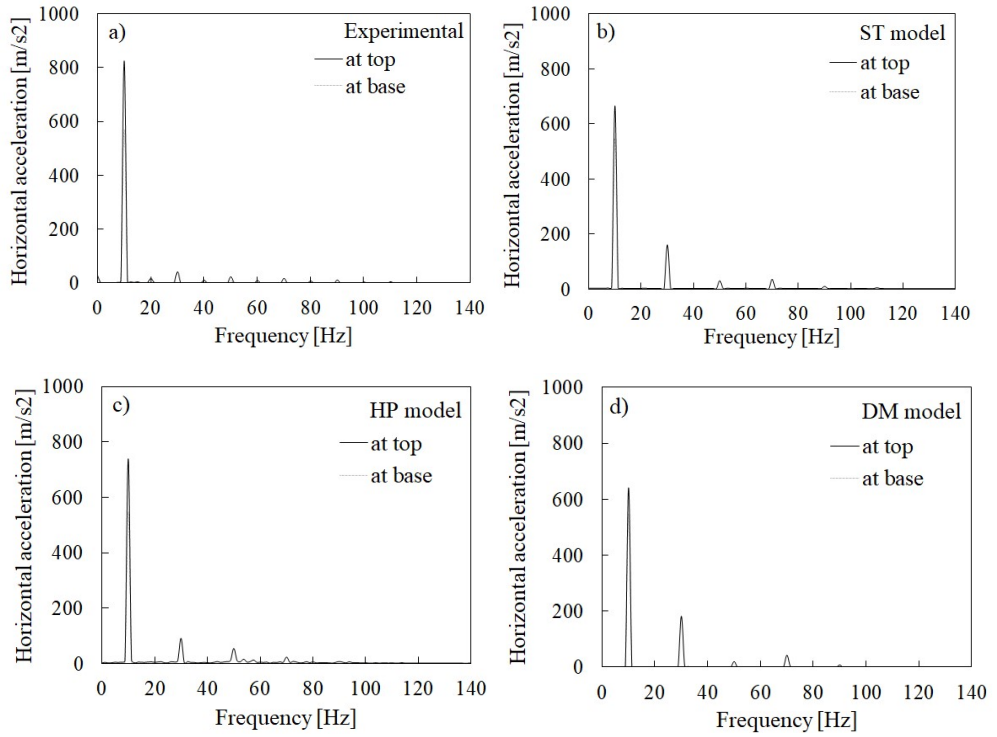 a)
Experimental
at top
at base
Horizontal acceleration [m/s2]
1000
800
600
400
200
0
0 20 40 60 80 100 120 140
Frequency [Hz]
b)
ST model
at top
at base
Horizontal acceleration [m/s2]
1000
800
600
400
200
0
0 20 40 60 80 100 120 140
Frequency [Hz]
c)
HP model
at top
at base
Horizontal acceleration [m/s2]
1000
800
600
400
200
0
0 20 40 60 80 100 120 140
Frequency [Hz]
d)
DM model
at top
at base
Horizontal acceleration [m/s2]
1000
800
600
400
200
0
0 20 40 60 80 100 120 140
Frequency [Hz]